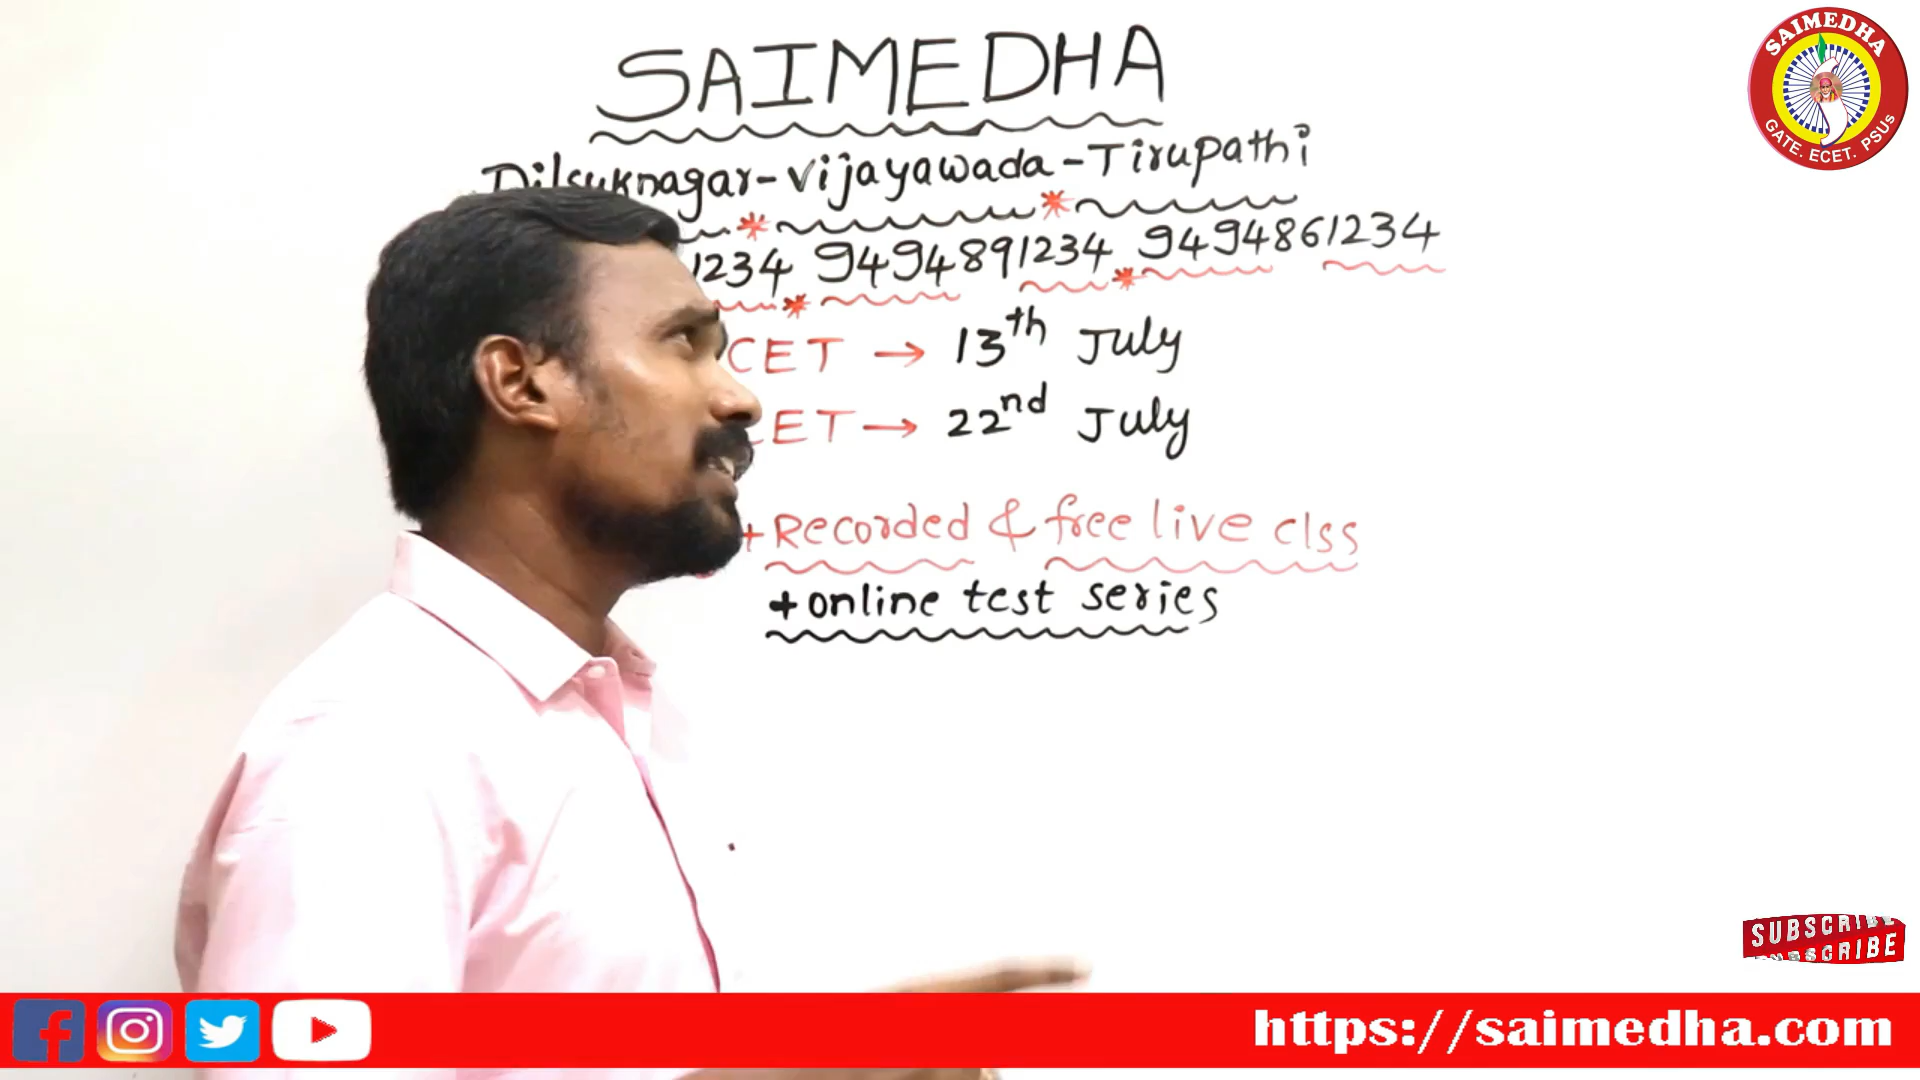 SAIMEDHA
Dilsuknagar-Vijayawada-Tirupathi
1234 9494891234 9494861234
CET → 13th July
CET → 22nd July
+Recorded & free live clss
+online test series
SAIMEDHA
GATE. ECET. PSUs
SUBSCRIBE
https://saimedha.com